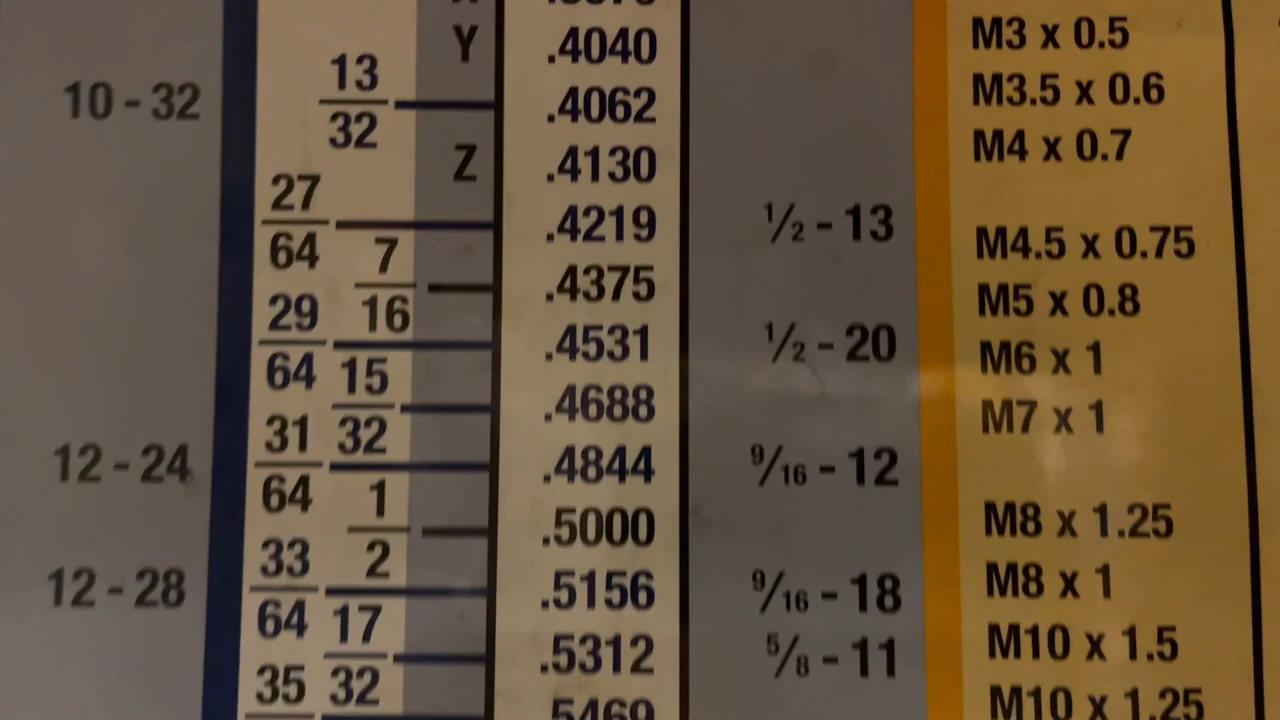 Y .4040 M3 x 0.5
10 - 32 13/32 .4062 M3.5 x 0.6
Z .4130 M4 x 0.7
27/64 .4219 1/2 - 13 M4.5 x 0.75
7/16 .4375 M5 x 0.8
29/64 .4531 1/2 - 20 M6 x 1
15/32 .4688 M7 x 1
12 - 24 31/64 .4844 9/16 - 12
1/2 .5000 M8 x 1.25
12 - 28 33/64 .5156 9/16 - 18 M8 x 1
17/32 .5312 5/8 - 11 M10 x 1.5
35 .5469 M10 x 1.25